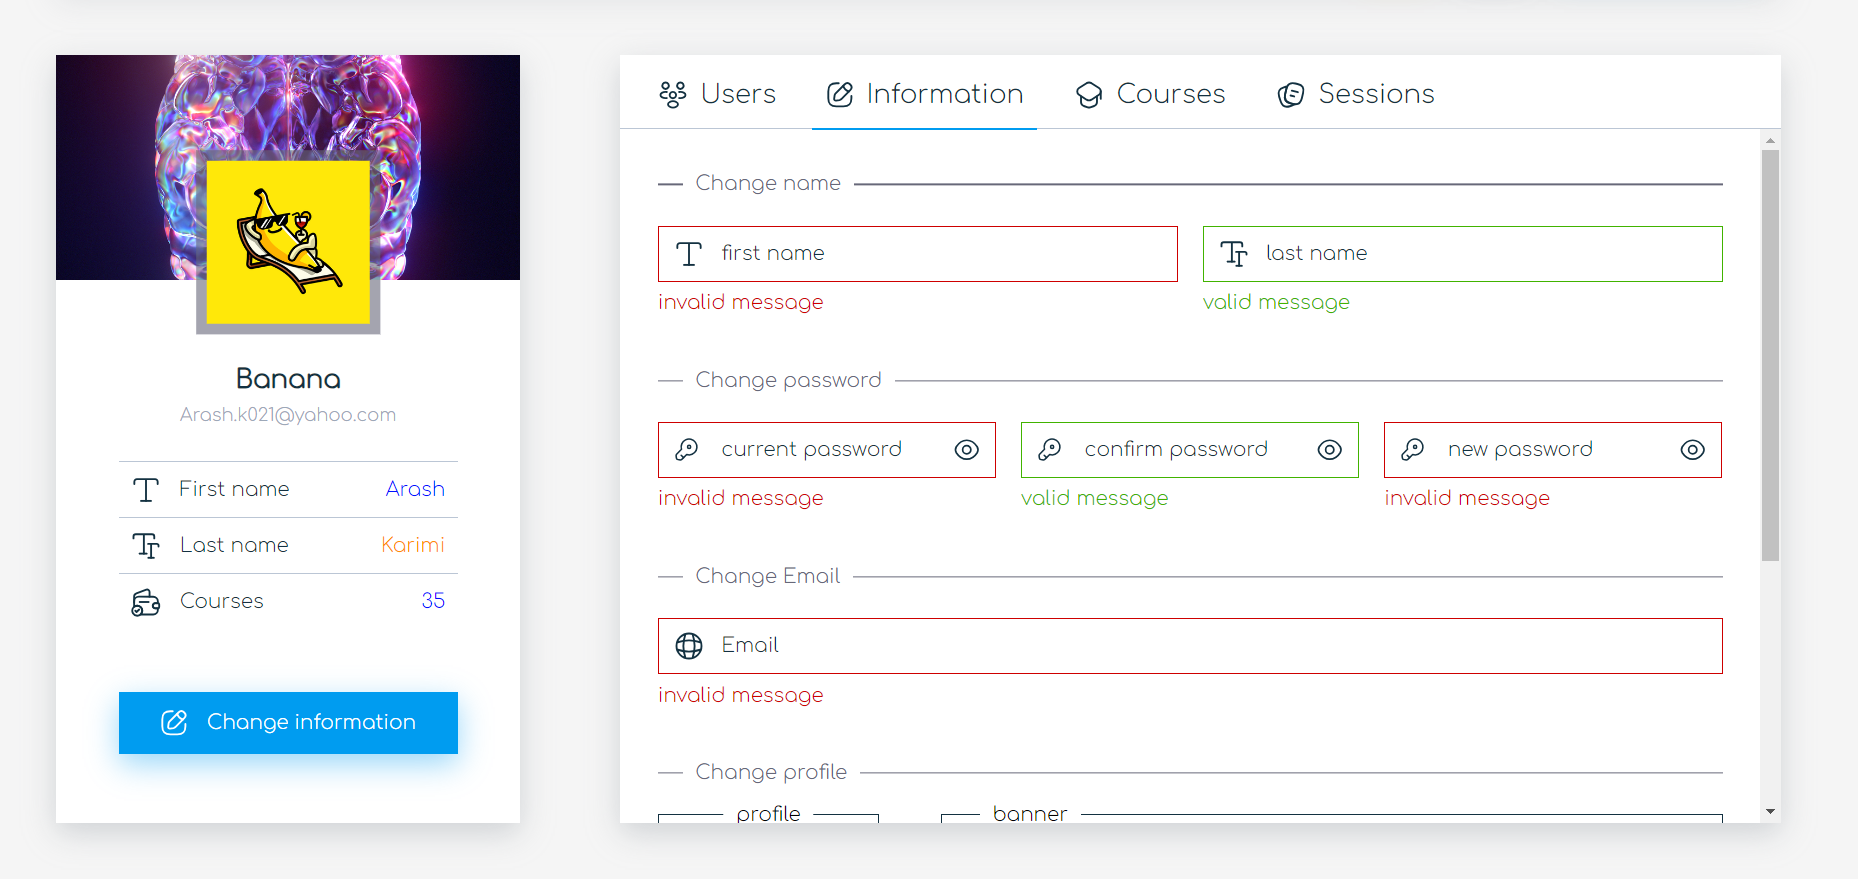 Banana
Arash.k021@yahoo.com
First name Arash
Last name Karimi
Courses 35
Change information
Users Information Courses Sessions
Change name
first name last name
invalid message valid message
Change password
current password confirm password new password
invalid message valid message invalid message
Change Email
Email
invalid message
Change profile
profile banner